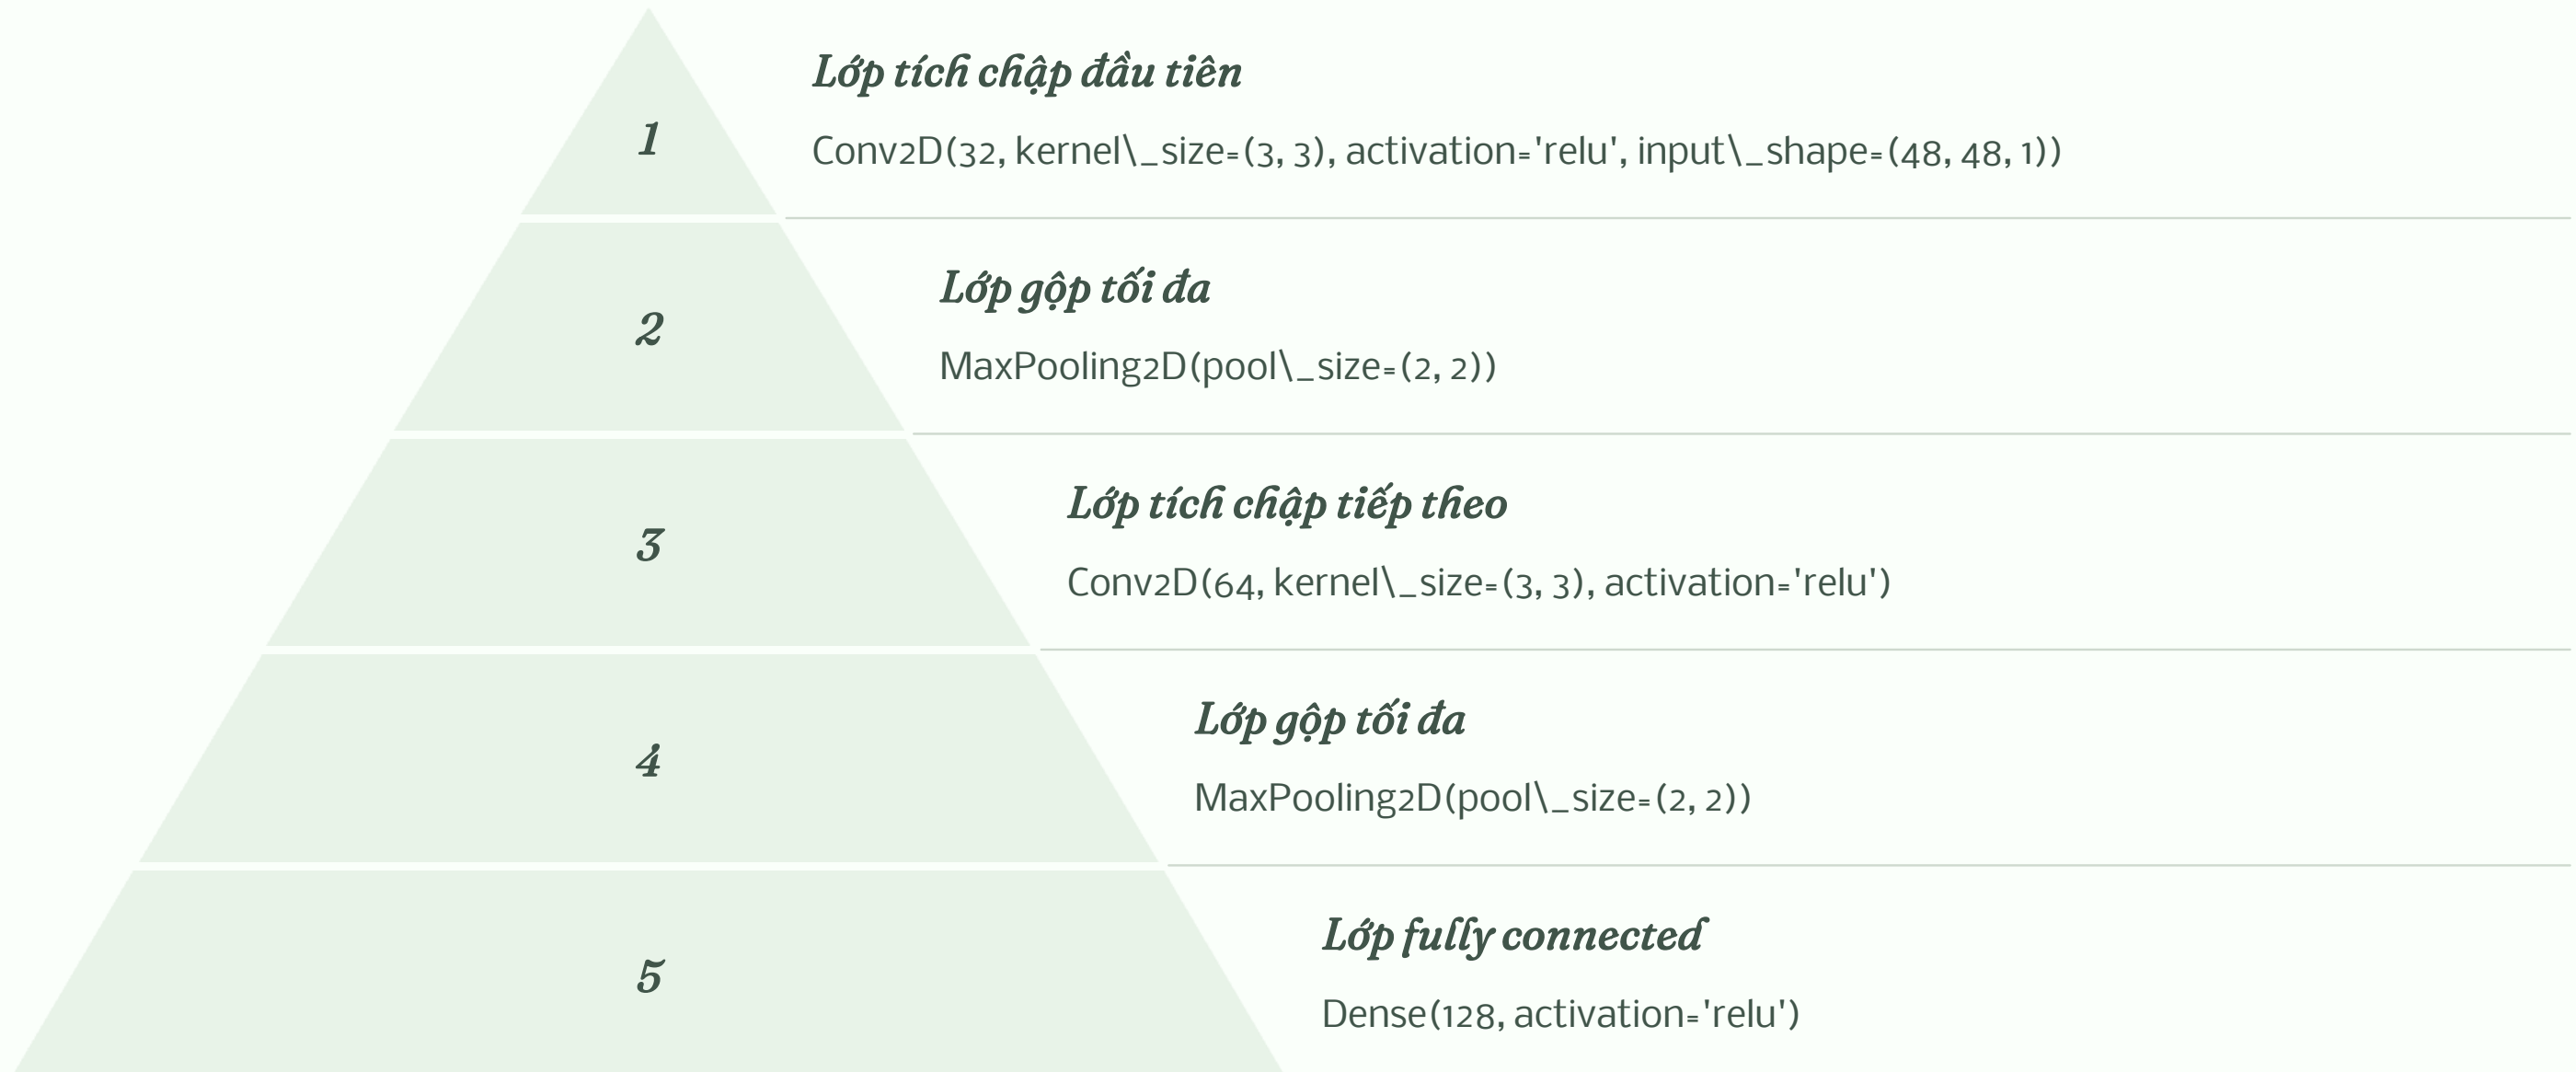 Lớp tích chập đầu tiên
1
Conv2D(32, kernel\_size=(3, 3), activation='relu', input\_shape=(48, 48, 1))
Lớp gộp tối đa
2
MaxPooling2D(pool\_size=(2, 2))
Lớp tích chập tiếp theo
3
Conv2D(64, kernel\_size=(3, 3), activation='relu')
Lớp gộp tối đa
4
MaxPooling2D(pool\_size=(2, 2))
Lớp fully connected
5
Dense(128, activation='relu')